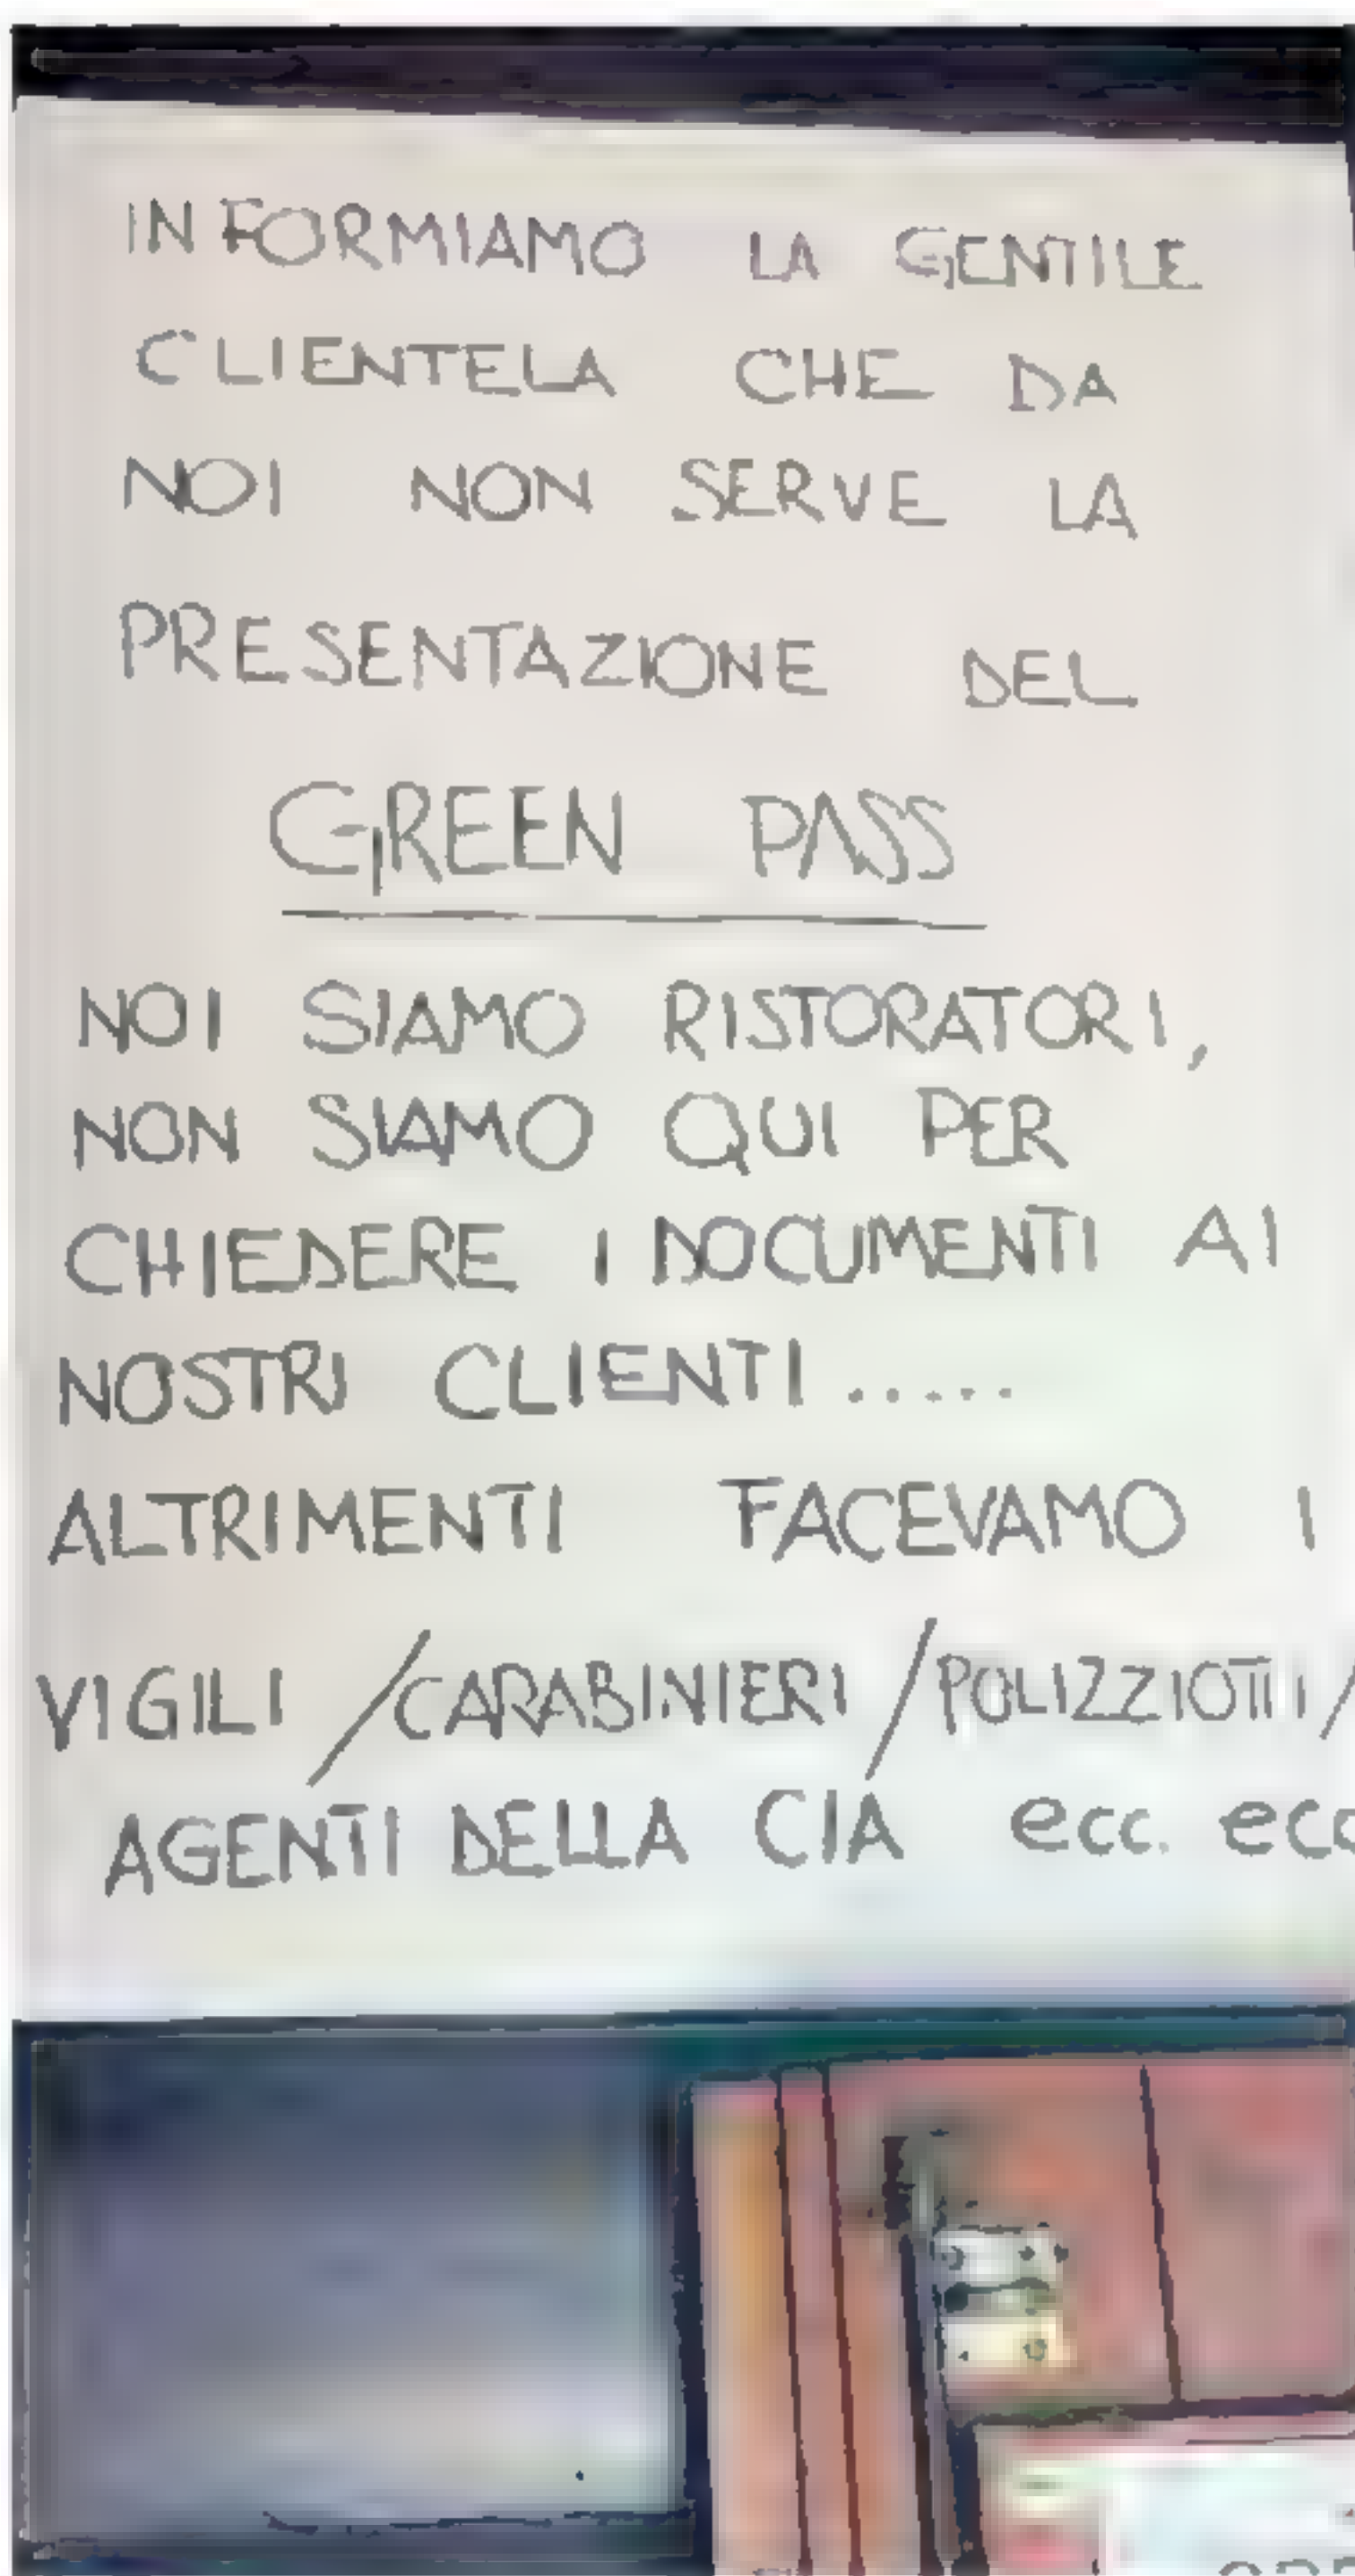 INFORMIAMO LA GENTILE
CLIENTELA CHE DA
NOI NON SERVE LA
PRESENTAZIONE DEL
GREEN PASS
NOI SIAMO RISTORATORI,
NON SIAMO QUI PER
CHIEDERE I DOCUMENTI AI
NOSTRI CLIENTI.....
ALTRIMENTI FACEVAMO I
VIGILI /CARABINIERI/POLIZZIOTTI/
AGENTI DELLA CIA ecc. ecc